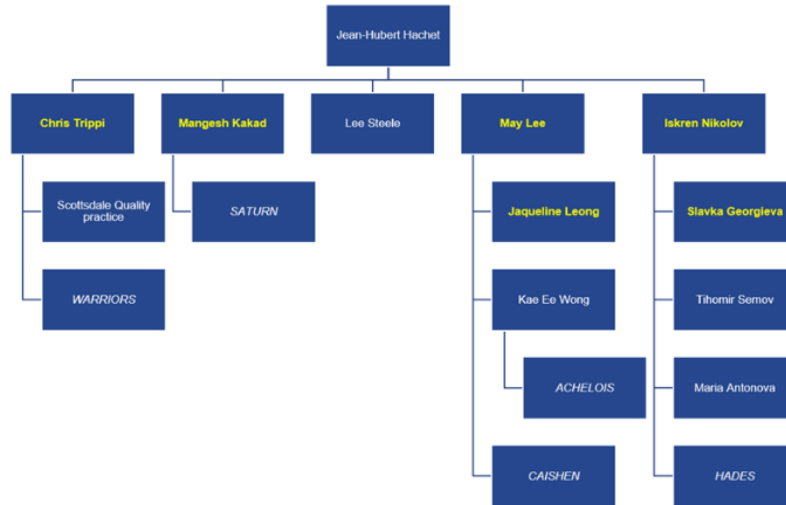 Jean-Hubert Hachet
Chris Trippi
Mangesh Kakad
Lee Steele
May Lee
Iskren Nikolov
Scottsdale Quality
practice
SATURN
Jaqueline Leong
Slavka Georgieva
WARRIORS
Kae Ee Wong
Tihomir Semov
ACHELOIS
Maria Antonova
CAISHEN
HADES